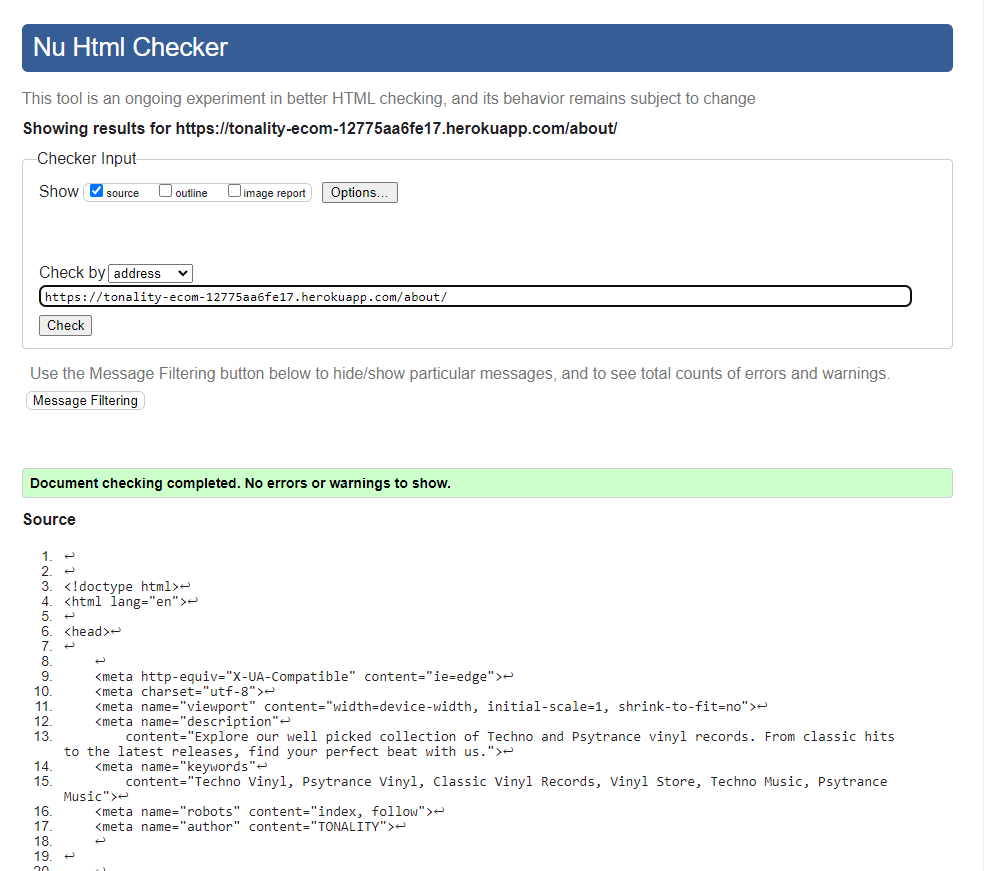 Nu Html Checker
This tool is an ongoing experiment in better HTML checking, and its behavior remains subject to change
Showing results for https://tonality-ecom-12775aa6fe17.herokuapp.com/about/
Checker Input
Show source outline image report Options...
Check by address
https://tonality-ecom-12775aa6fe17.herokuapp.com/about/
Check
Use the Message Filtering button below to hide/show particular messages, and to see total counts of errors and warnings.
Message Filtering
Document checking completed. No errors or warnings to show.
Source
1. ↩
2. ↩
3. <!doctype html>↩
4. <html lang="en">↩
5. ↩
6. <head>↩
7. ↩
8.     ↩
9.     <meta http-equiv="X-UA-Compatible" content="ie=edge">↩
10.     <meta charset="utf-8">↩
11.     <meta name="viewport" content="width=device-width, initial-scale=1, shrink-to-fit=no">↩
12.     <meta name="description"↩
13.         content="Explore our well picked collection of Techno and Psytrance vinyl records. From classic hits
to the latest releases, find your perfect beat with us.">↩
14.     <meta name="keywords"↩
15.         content="Techno Vinyl, Psytrance Vinyl, Classic Vinyl Records, Vinyl Store, Techno Music, Psytrance
Music">↩
16.     <meta name="robots" content="index, follow">↩
17.     <meta name="author" content="TONALITY">↩
18.     ↩
19. ↩
20.     ↩